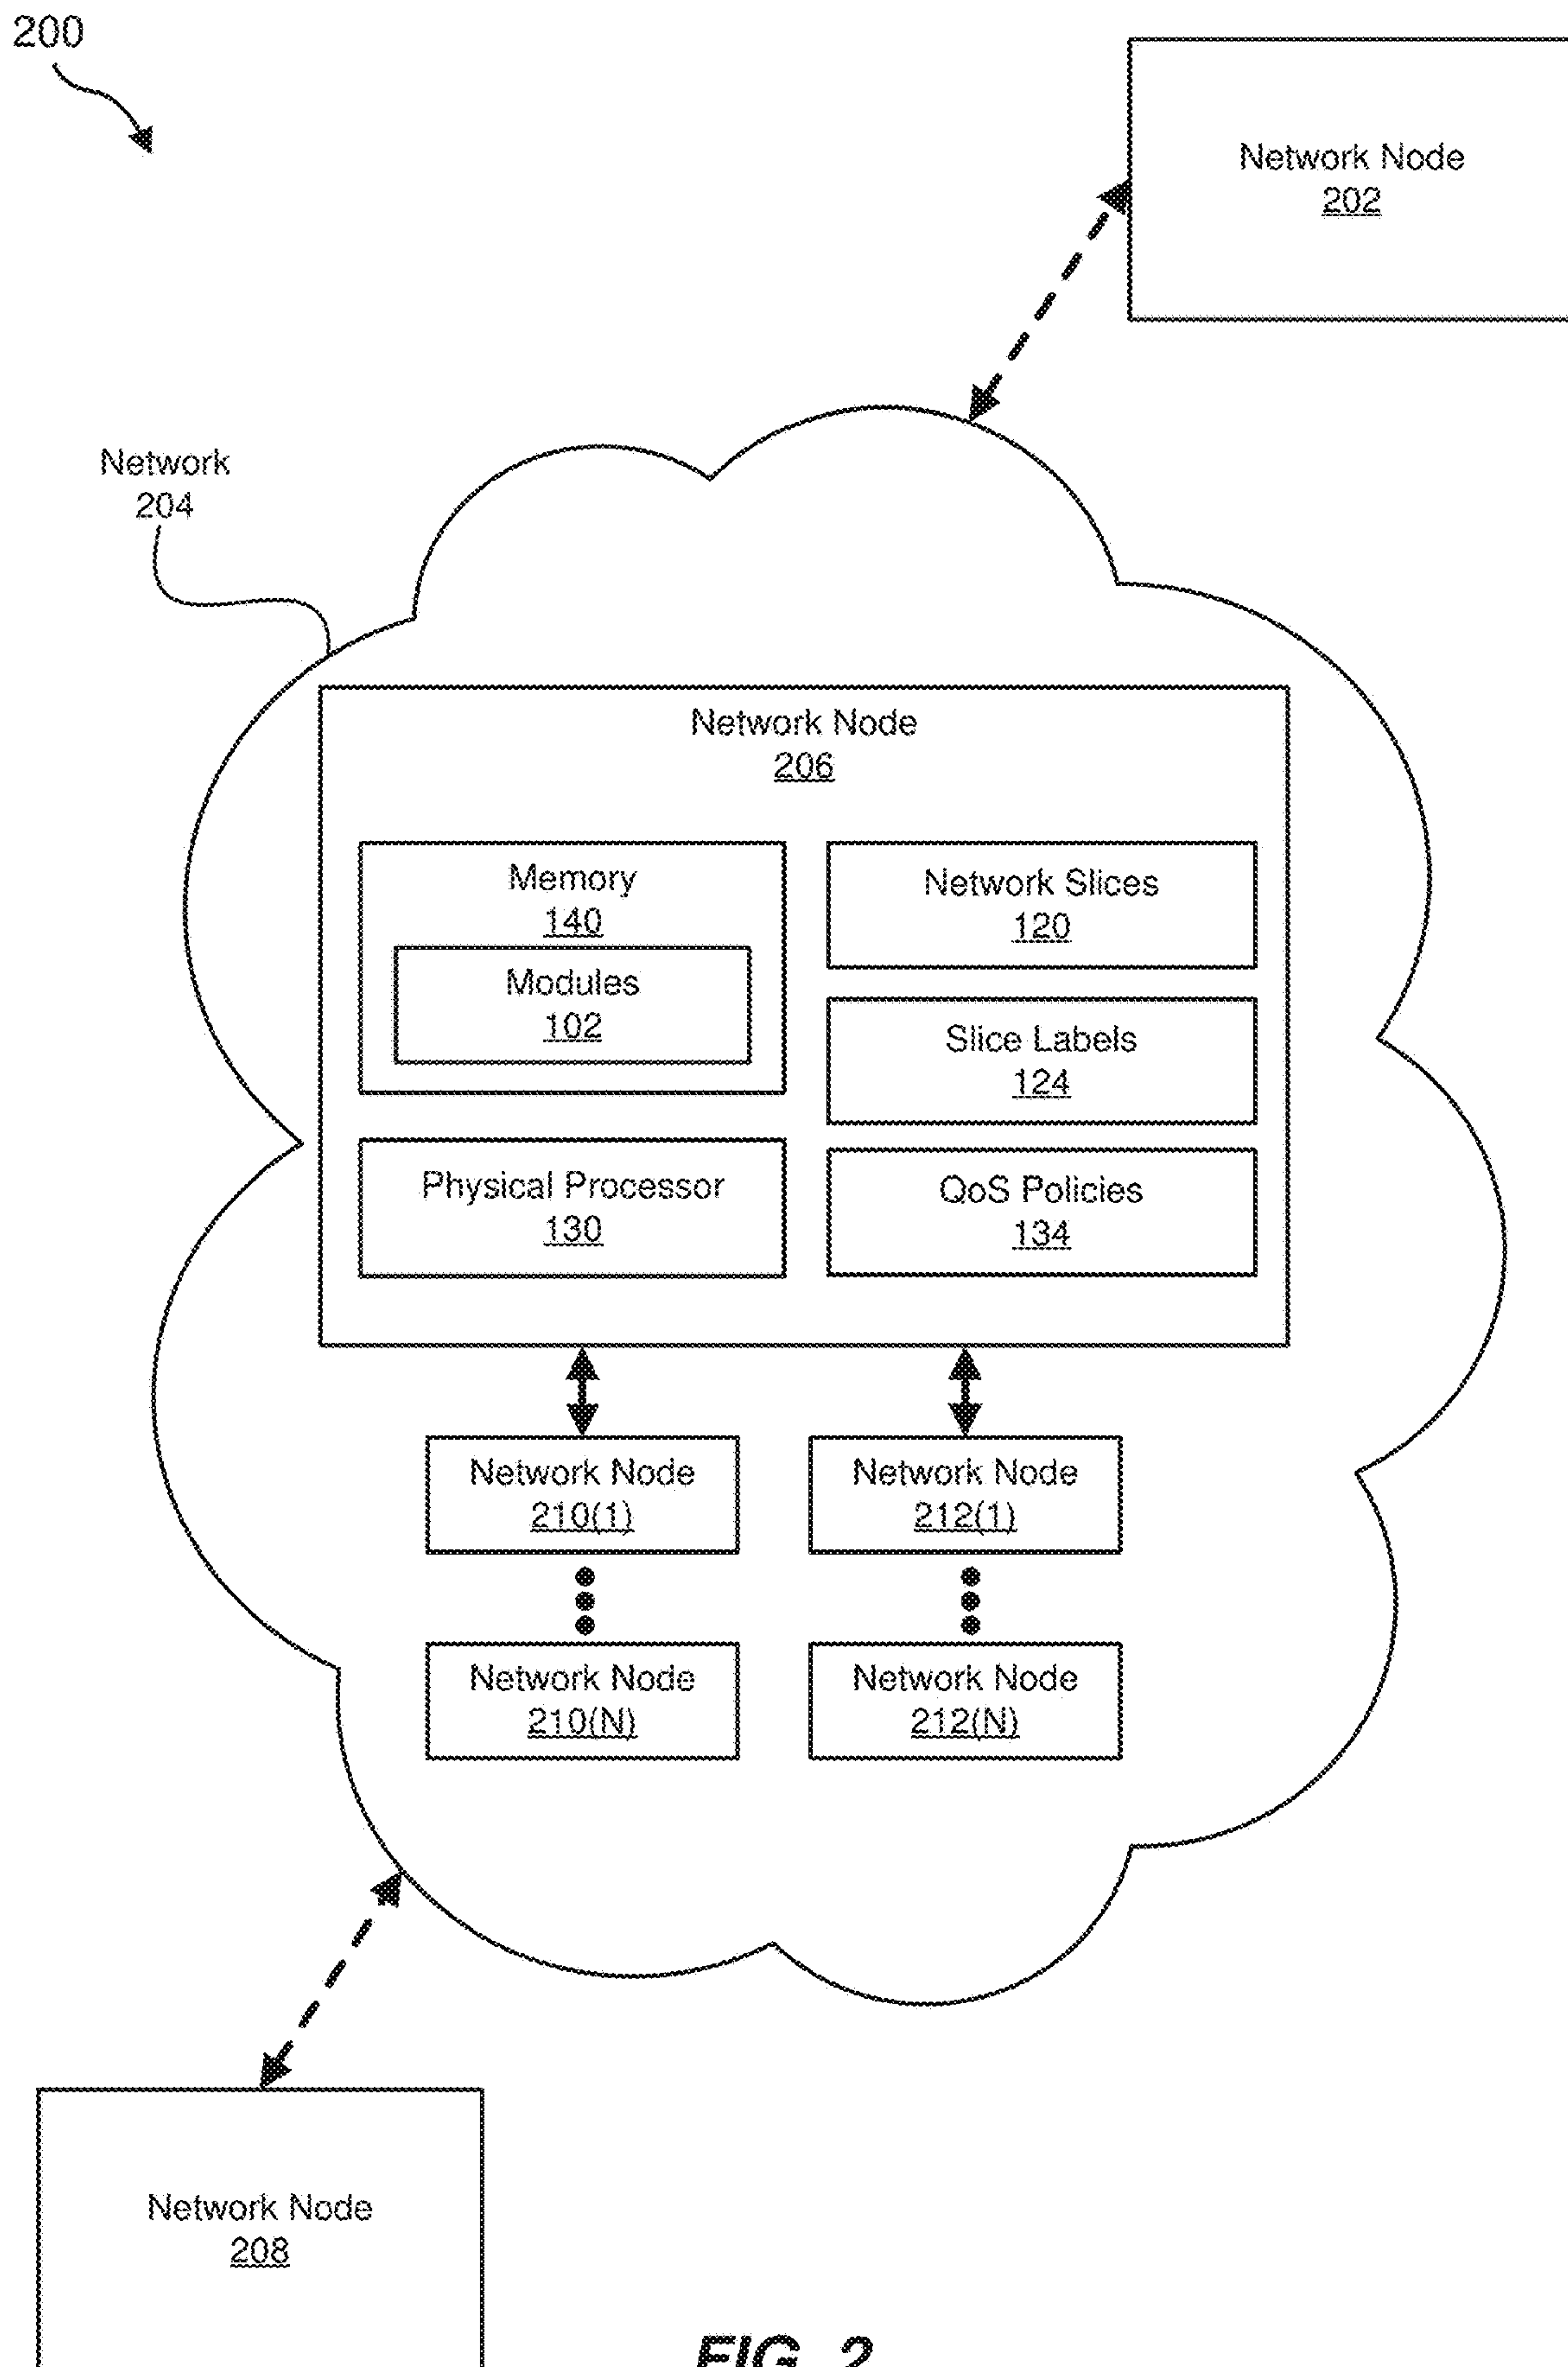 200
Network Node
202
Network
204
Network Node
206
Memory
140
Modules
102
Physical Processor
130
Network Slices
120
Slice Labels
124
QoS Policies
134
Network Node
210(1)
Network Node
212(1)
Network Node
210(N)
Network Node
212(N)
Network Node
208
FIG. 2